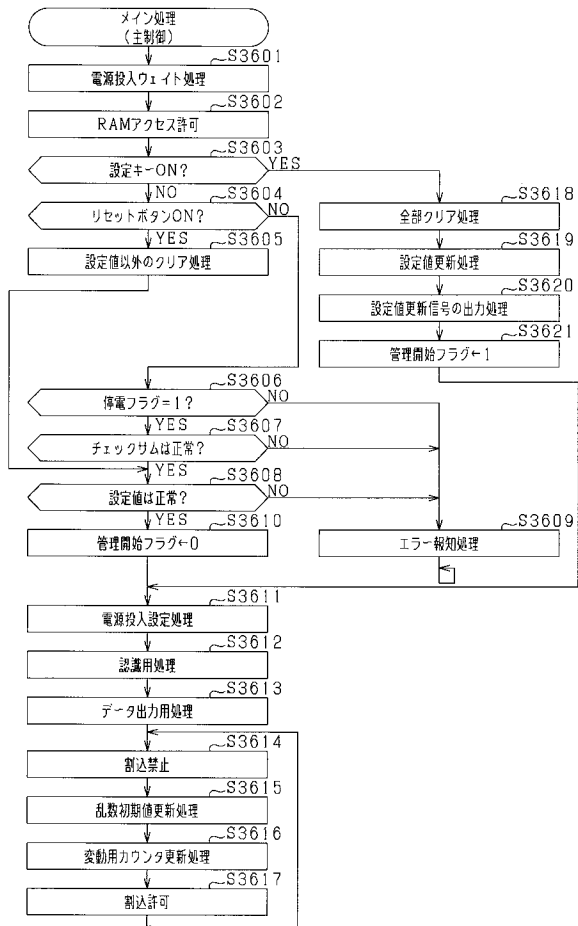 メイン処理
(主制御)
S3601
電源投入ウェイト処理
S3602
RAMアクセス許可
S3603
設定キーON?
YES
NO
S3604
リセットボタンON?
NO
YES
S3605
設定値以外のクリア処理
S3618
全部クリア処理
S3619
設定値更新処理
S3620
設定値更新信号の出力処理
S3621
管理開始フラグ←1
S3606
停電フラグ=1?
NO
YES
S3607
チェックサムは正常?
NO
YES
S3608
設定値は正常?
NO
YES
S3610
管理開始フラグ←0
S3609
エラー報知処理
S3611
電源投入設定処理
S3612
認識用処理
S3613
データ出力用処理
S3614
割込禁止
S3615
乱数初期値更新処理
S3616
変動用カウンタ更新処理
S3617
割込許可